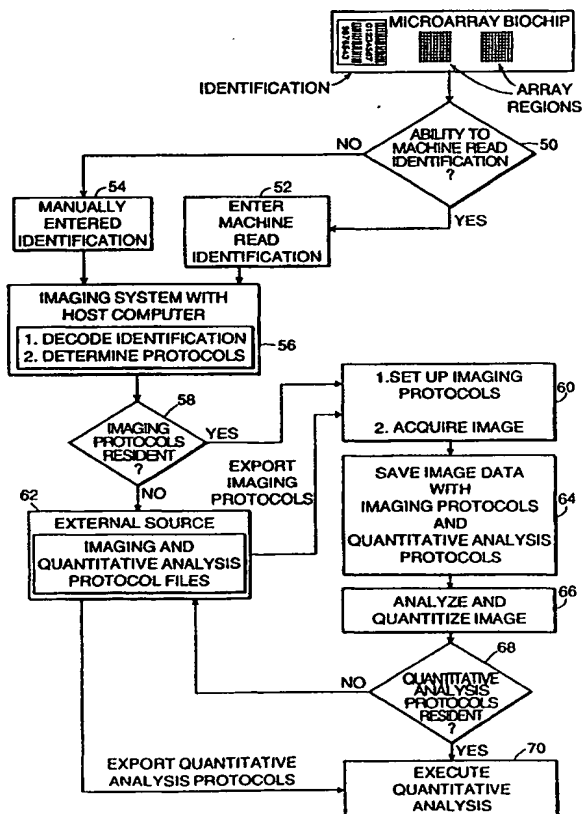 MICROARRAY BIOCHIP
IDENTIFICATION
ARRAY
REGIONS
ABILITY TO
MACHINE READ
IDENTIFICATION
?
50
NO
YES
54
MANUALLY
ENTERED
IDENTIFICATION
52
ENTER
MACHINE
READ
IDENTIFICATION
IMAGING SYSTEM WITH
HOST COMPUTER
1. DECODE IDENTIFICATION
2. DETERMINE PROTOCOLS
56
58
IMAGING
PROTOCOLS
RESIDENT
?
YES
NO
EXPORT
IMAGING
PROTOCOLS
1.SET UP IMAGING
PROTOCOLS
2. ACQUIRE IMAGE
60
62
EXTERNAL SOURCE
IMAGING AND
QUANTITATIVE ANALYSIS
PROTOCOL FILES
SAVE IMAGE DATA
WITH
IMAGING PROTOCOLS
AND
QUANTITATIVE ANALYSIS
PROTOCOLS
64
ANALYZE AND
QUANTITIZE IMAGE
66
68
QUANTITATIVE
ANALYSIS
PROTOCOLS
RESIDENT
?
NO
YES
EXPORT QUANTITATIVE
ANALYSIS PROTOCOLS
70
EXECUTE
QUANTITATIVE
ANALYSIS